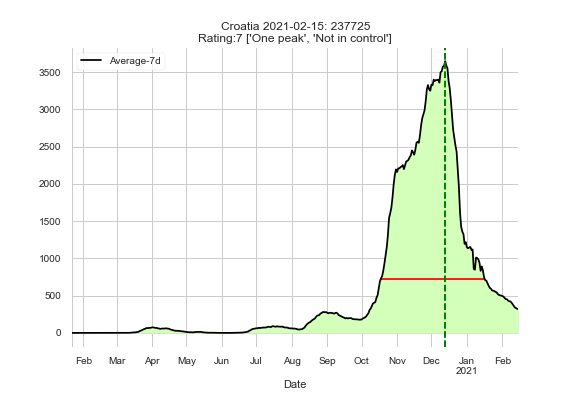 Croatia 2021-02-15: 237725
Rating:7 ['One peak', 'Not in control']
Average-7d
3500
3000
2500
2000
1500
1000
500
0
Feb Mar Apr May Jun Jul Aug Sep Oct Nov Dec Jan Feb
2021
Date